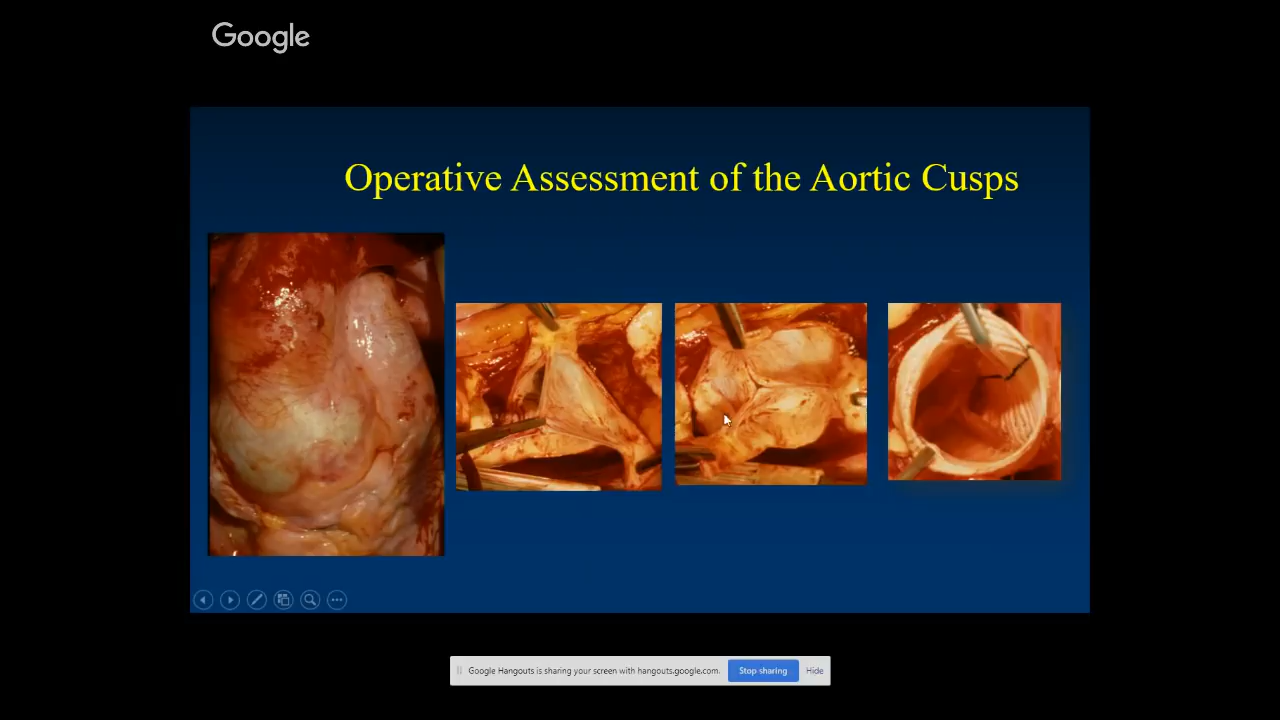 Google
Operative Assessment of the Aortic Cusps
Google Hangouts is sharing your screen with hangouts.google.com. Stop sharing Hide